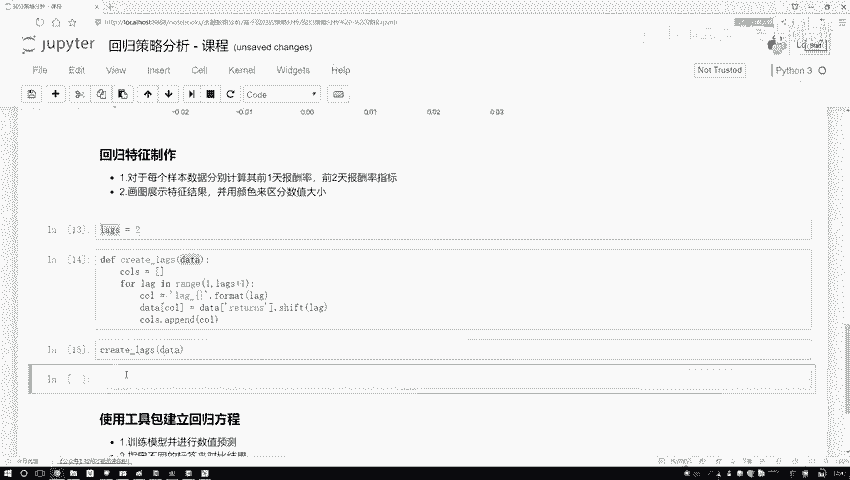 jupyter 回归策略分析 - 课程 (unsaved changes)
File Edit View Insert Cell Kernel Widgets Help
Not Trusted
Python 3
Code
-0.02 -0.01 0.00 0.01 0.02 0.03
回归特征制作
1.对于每个样本数据分别计算其前1天报酬率，前2天报酬率指标
2.画图展示特征结果，并用颜色来区分数值大小
In [13]: lags = 2
In [14]: def create_lags(data):
cols = []
for lag in range(1,lags+1):
col = 'lag_{}'.format(lag)
data[col] = data['returns'].shift(lag)
cols.append(col)
In [15]: create_lags(data)
In [ ]:
使用工具包建立回归方程
1.训练模型并进行数值预测